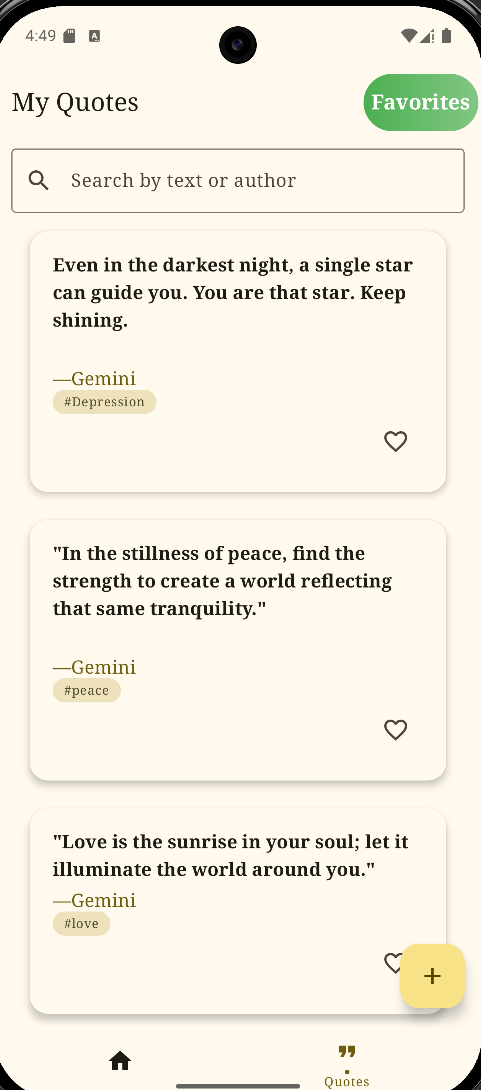 4:49
My Quotes
Favorites
Search by text or author
Even in the darkest night, a single star
can guide you. You are that star. Keep
shining.
—Gemini
#Depression
"In the stillness of peace, find the
strength to create a world reflecting
that same tranquility."
—Gemini
#peace
"Love is the sunrise in your soul; let it
illuminate the world around you."
—Gemini
#love
+
Quotes